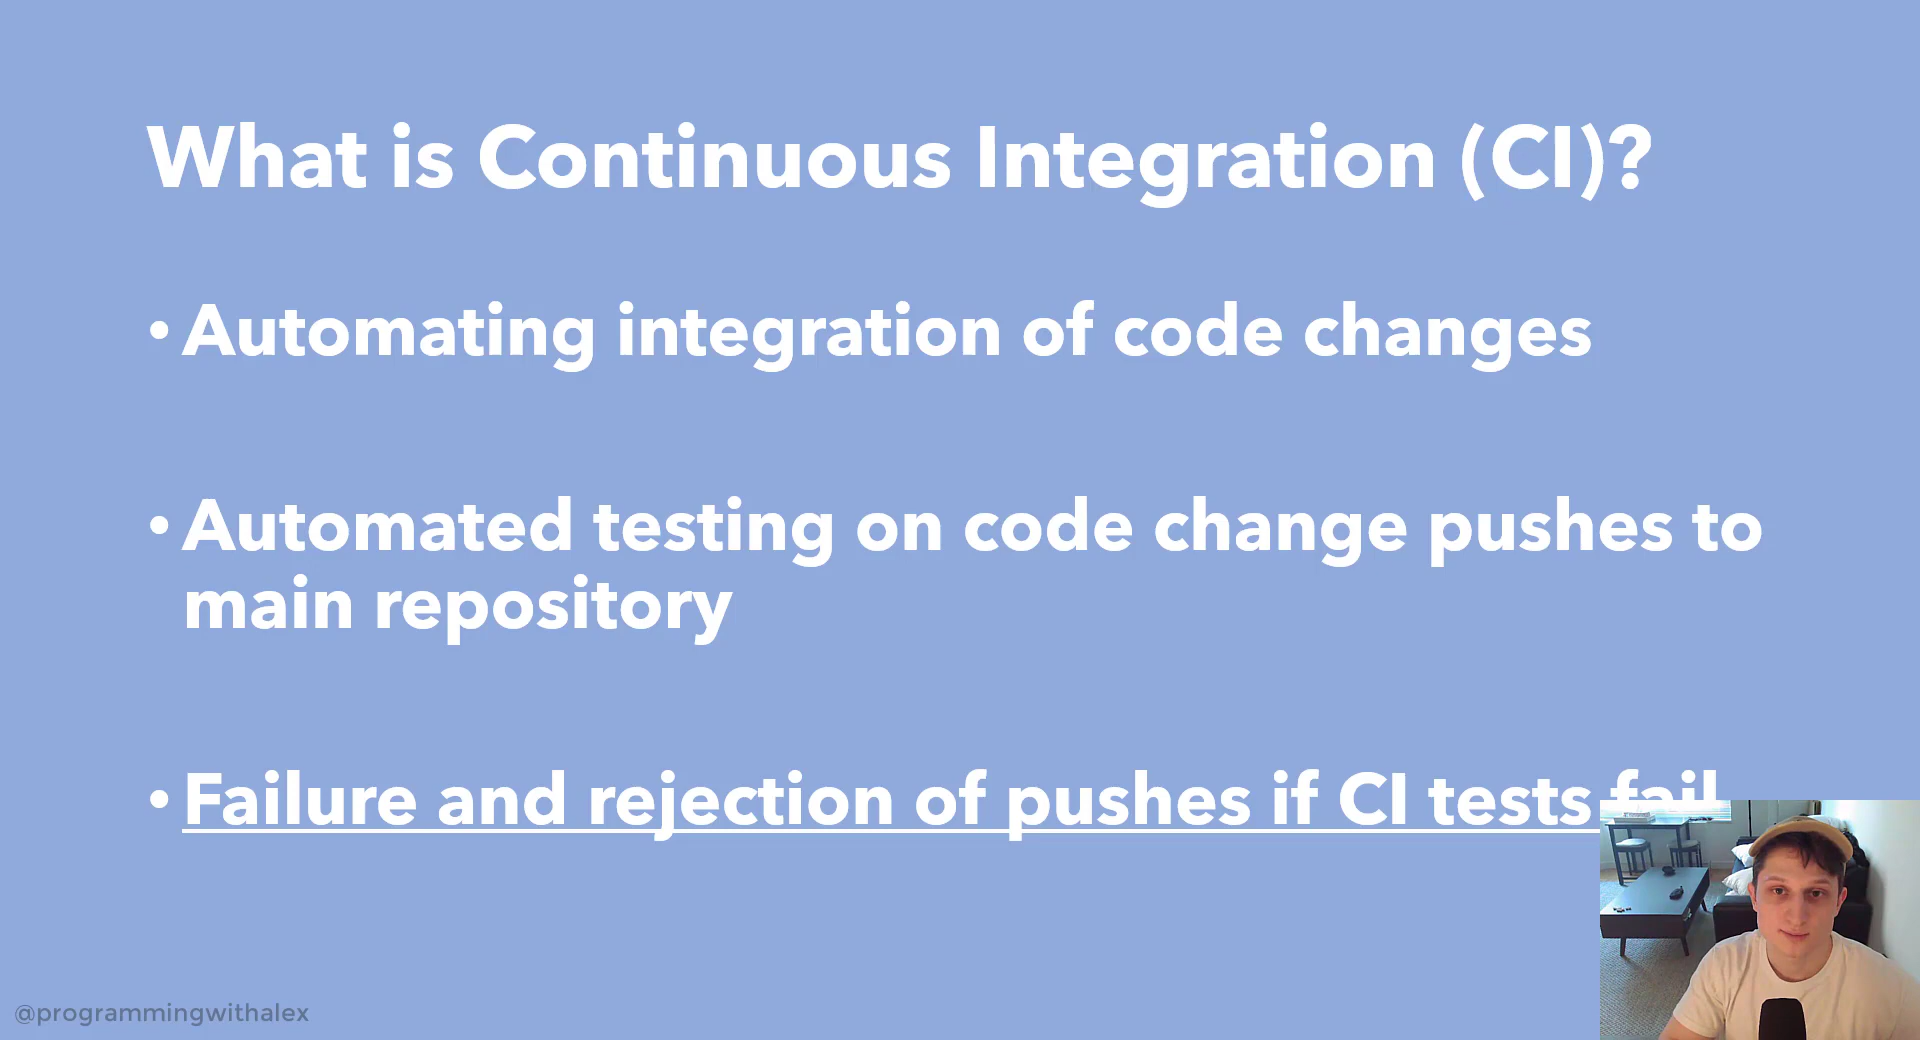 What is Continuous Integration (CI)?
• Automating integration of code changes
• Automated testing on code change pushes to
main repository
• Failure and rejection of pushes if CI tests fail
@programmingwithalex